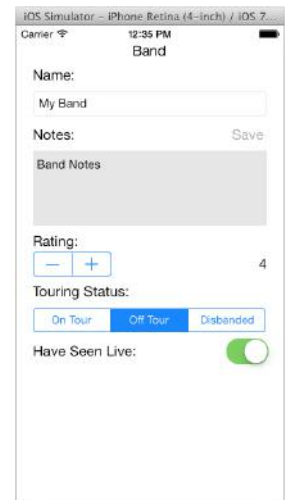 iOS Simulator – iPhone Retina (4-inch) / iOS 7...
Carrier 12:35 PM
Band
Name:
My Band
Notes: Save
Band Notes
Rating:
− + 4
Touring Status:
On Tour Off Tour Disbanded
Have Seen Live: